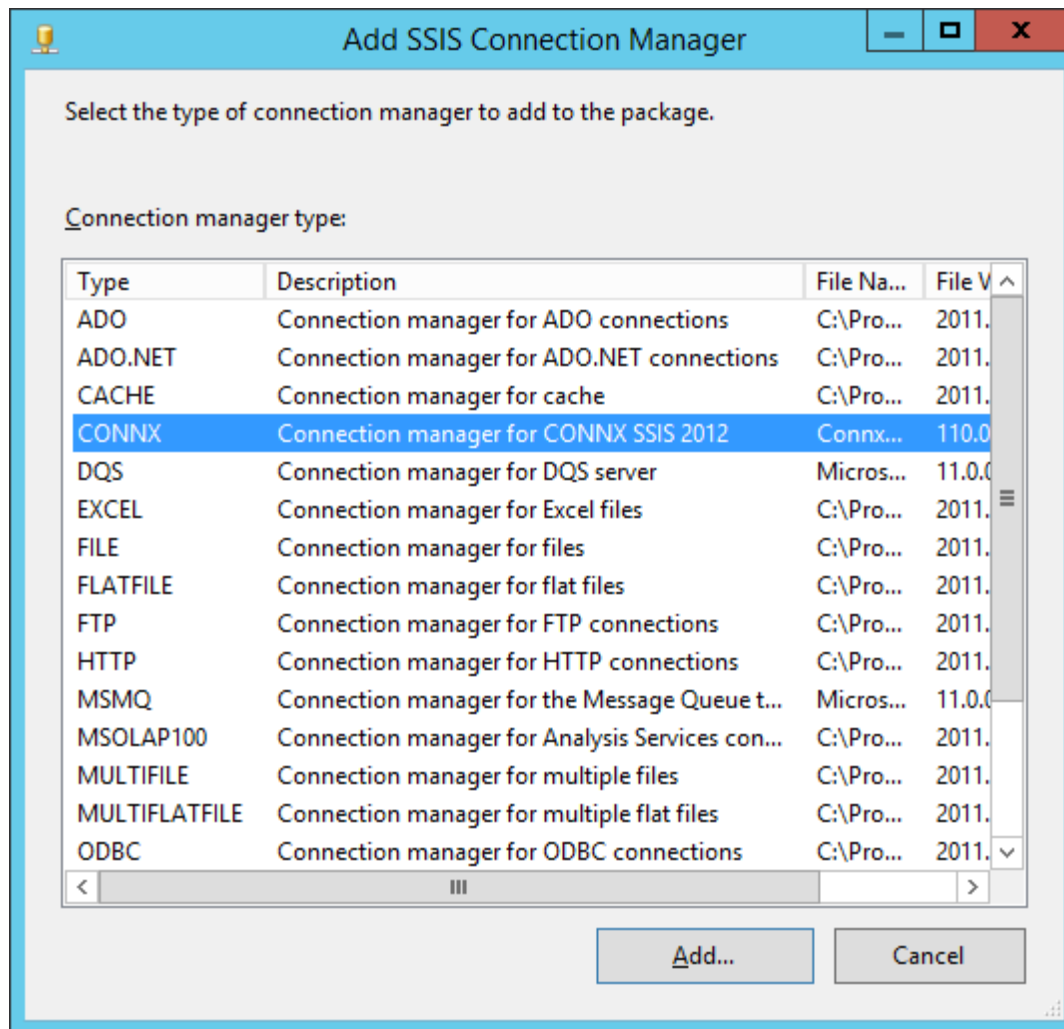 Add SSIS Connection Manager
Select the type of connection manager to add to the package.
Connection manager type:
Type Description File Na... File V
ADO Connection manager for ADO connections C:\Pro... 2011.
ADO.NET Connection manager for ADO.NET connections C:\Pro... 2011.
CACHE Connection manager for cache C:\Pro... 2011.
CONNX Connection manager for CONNX SSIS 2012 Connx... 110.0
DQS Connection manager for DQS server Micros... 11.0.0
EXCEL Connection manager for Excel files C:\Pro... 2011.
FILE Connection manager for files C:\Pro... 2011.
FLATFILE Connection manager for flat files C:\Pro... 2011.
FTP Connection manager for FTP connections C:\Pro... 2011.
HTTP Connection manager for HTTP connections C:\Pro... 2011.
MSMQ Connection manager for the Message Queue t... Micros... 11.0.0
MSOLAP100 Connection manager for Analysis Services con... C:\Pro... 2011.
MULTIFILE Connection manager for multiple files C:\Pro... 2011.
MULTIFLATFILE Connection manager for multiple flat files C:\Pro... 2011.
ODBC Connection manager for ODBC connections C:\Pro... 2011.
Add... Cancel